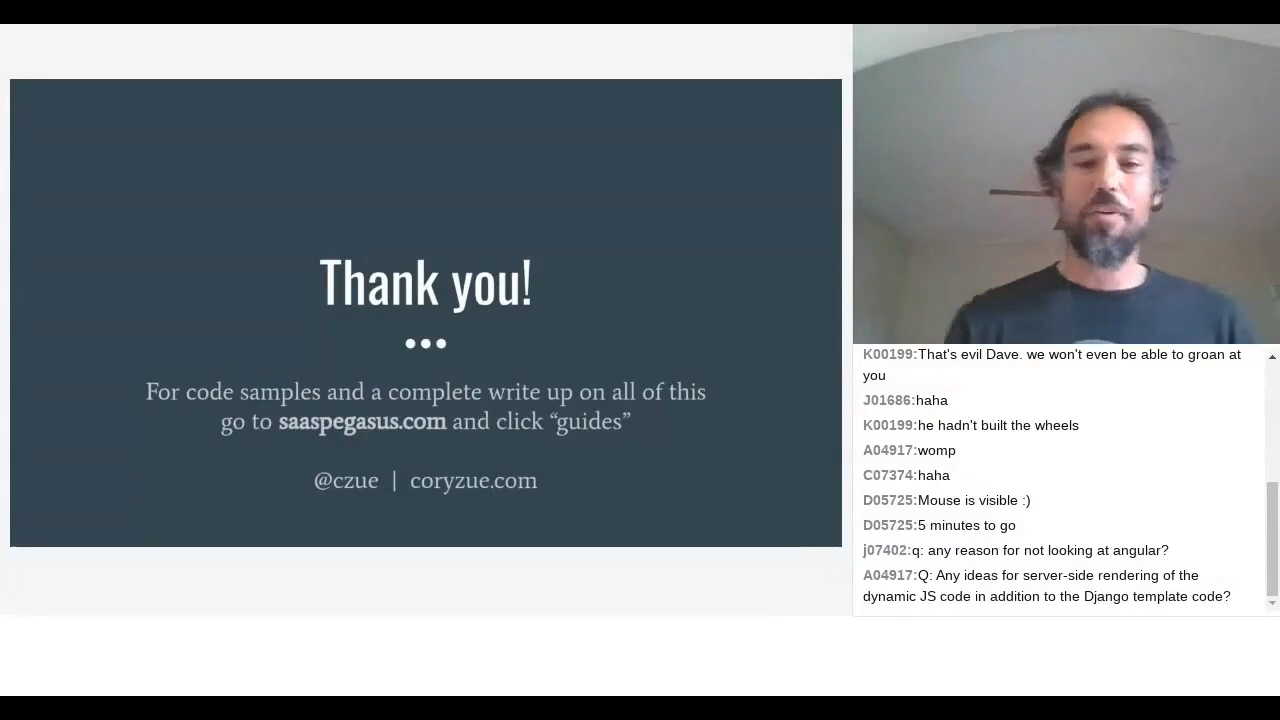 Thank you!
For code samples and a complete write up on all of this
go to saaspegasus.com and click “guides”
@czue | coryzue.com
K00199:That's evil Dave. we won't even be able to groan at
you
J01686:haha
K00199:he hadn't built the wheels
A04917:womp
C07374:haha
D05725:Mouse is visible :)
D05725:5 minutes to go
j07402:q: any reason for not looking at angular?
A04917:Q: Any ideas for server-side rendering of the
dynamic JS code in addition to the Django template code?